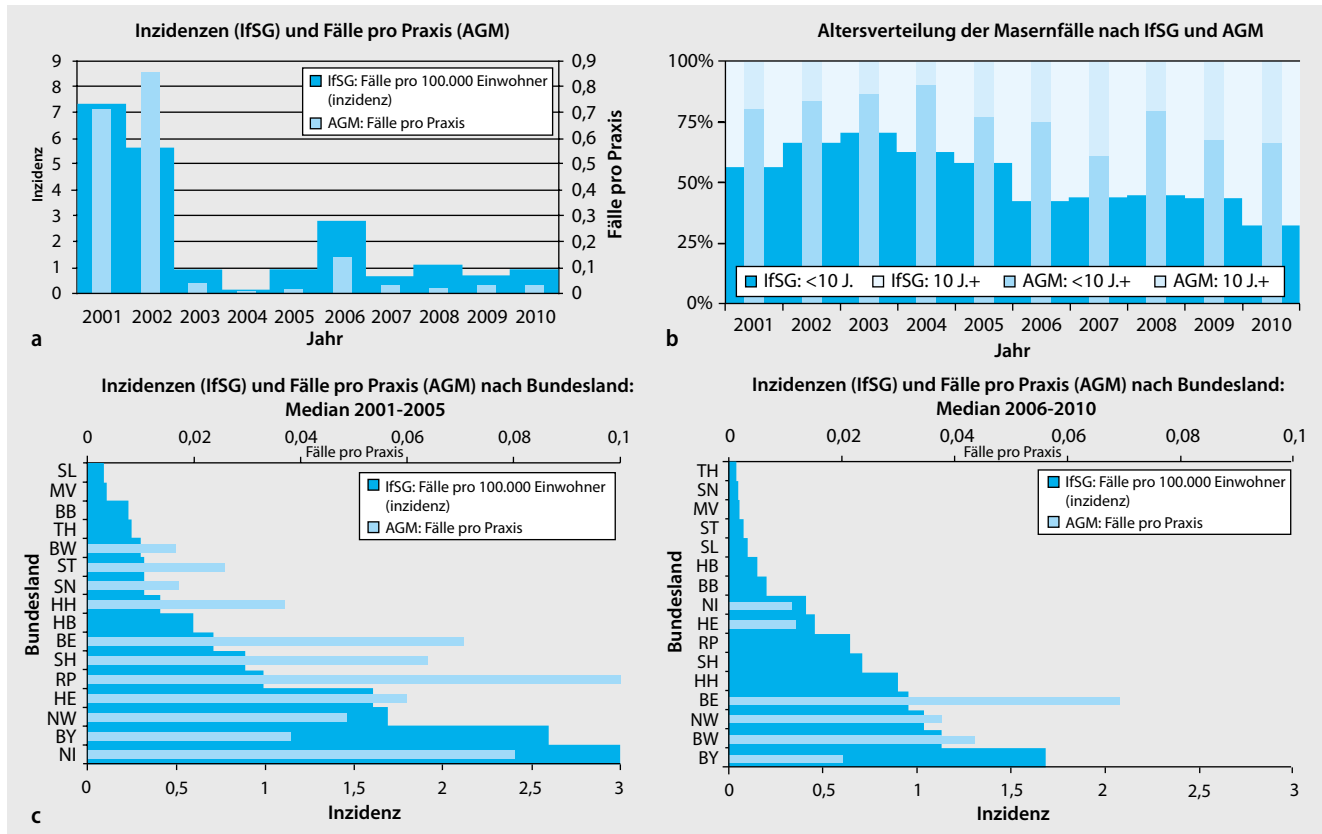 Inzidenzen (IfSG) und Fälle pro Praxis (AGM)
9
8
7
6
5
4
3
2
1
0
Inzidenz
IfSG: Fälle pro 100.000 Einwohner
(inzidenz)
AGM: Fälle pro Praxis
0,9
0,8
0,7
0,6
0,5
0,4
0,3
0,2
0,1
0
Fälle pro Praxis
2001 2002 2003 2004 2005 2006 2007 2008 2009 2010
Jahr
a
Altersverteilung der Masernfälle nach IfSG und AGM
100%
75%
50%
25%
0%
IfSG: <10 J. IfSG: 10 J.+ AGM: <10 J.+ AGM: 10 J.+
2001 2002 2003 2004 2005 2006 2007 2008 2009 2010
Jahr
b
Inzidenzen (IfSG) und Fälle pro Praxis (AGM) nach Bundesland:
Median 2001-2005
0 0,02 0,04 0,06 0,08 0,1
Fälle pro Praxis
IfSG: Fälle pro 100.000 Einwohner
(inzidenz)
AGM: Fälle pro Praxis
Bundesland
SL
MV
BB
TH
BW
ST
SN
HH
HB
BE
SH
RP
HE
NW
BY
NI
0 0,5 1 1,5 2 2,5 3
Inzidenz
c
Inzidenzen (IfSG) und Fälle pro Praxis (AGM) nach Bundesland:
Median 2006-2010
0 0,02 0,04 0,06 0,08 0,1
Fälle pro Praxis
IfSG: Fälle pro 100.000 Einwohner
(inzidenz)
AGM: Fälle pro Praxis
Bundesland
TH
SN
MV
ST
SL
HB
BB
NI
HE
RP
SH
HH
BE
NW
BW
BY
0 0,5 1 1,5 2 2,5 3
Inzidenz